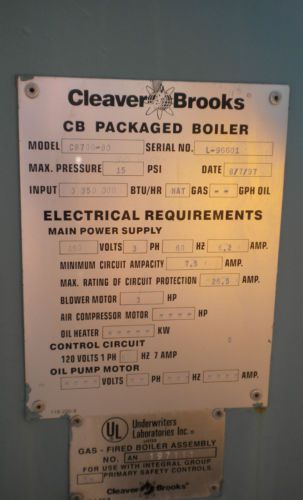 Cleaver Brooks
CB PACKAGED BOILER
MODEL CB700-80 SERIAL NO. L-96601
MAX. PRESSURE 15 PSI DATE 8/7/97
INPUT BTU/HR NAT GAS -- GPH OIL
ELECTRICAL REQUIREMENTS
MAIN POWER SUPPLY
VOLTS 3 PH 60 HZ AMP.
MINIMUM CIRCUIT AMPACITY AMP.
MAX. RATING OF CIRCUIT PROTECTION AMP.
BLOWER MOTOR 3 HP
AIR COMPRESSOR MOTOR ---- HP
OIL HEATER ----- KW
CONTROL CIRCUIT
120 VOLTS 1 PH HZ 7 AMP
OIL PUMP MOTOR
---- VOLTS -- PH --- HZ ---- AMP.
UL
Underwriters
Laboratories Inc.
GAS - FIRED BOILER ASSEMBLY
NO. AN
FOR USE WITH INTEGRAL GROUP
PRIMARY SAFETY CONTROLS.
Cleaver Brooks